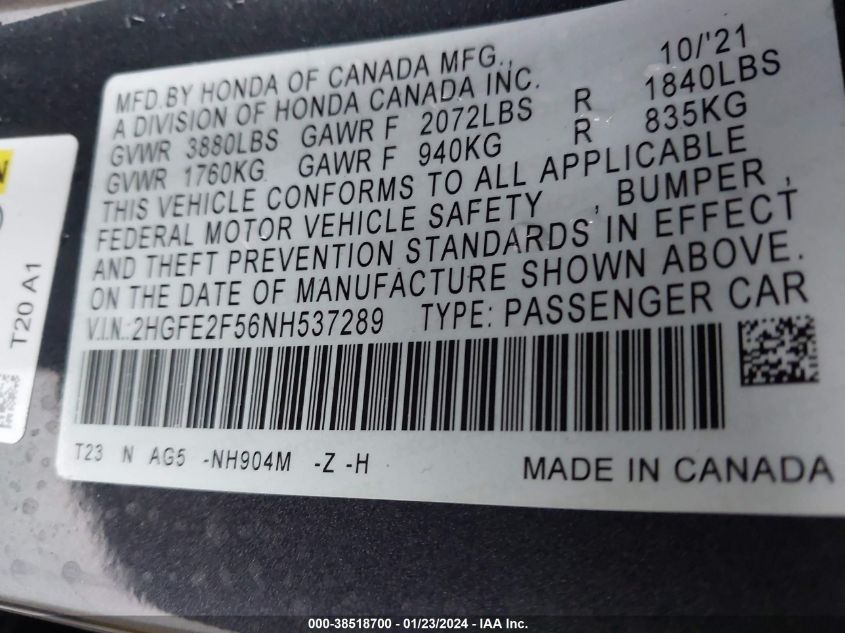 MFD. BY HONDA OF CANADA MFG., 10/'21
A DIVISION OF HONDA CANADA INC.
GVWR 3880LBS GAWR F 2072LBS R 1840LBS
GVWR 1760KG GAWR F 940KG R 835KG
THIS VEHICLE CONFORMS TO ALL APPLICABLE
FEDERAL MOTOR VEHICLE SAFETY , BUMPER ,
AND THEFT PREVENTION STANDARDS IN EFFECT
ON THE DATE OF MANUFACTURE SHOWN ABOVE.
V.I.N.:2HGFE2F56NH537289 TYPE: PASSENGER CAR
T23 N AG5 -NH904M -Z -H
MADE IN CANADA
T20 A1
000-38518700 - 01/23/2024 - IAA Inc.